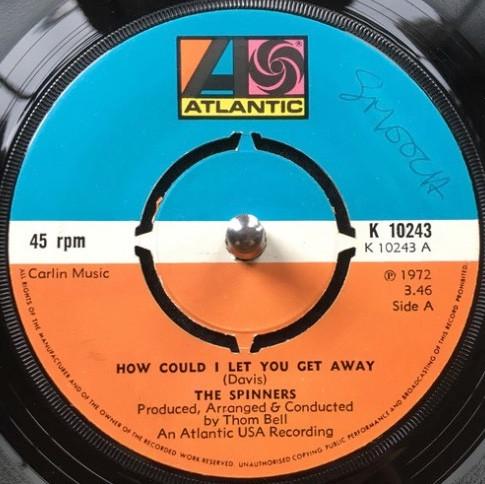 ATLANTIC
SMOOCH
45 rpm
K 10243
K 10243 A
Carlin Music
℗ 1972
3.46
Side A
HOW COULD I LET YOU GET AWAY
(Davis)
THE SPINNERS
Produced, Arranged & Conducted
by Thom Bell
An Atlantic USA Recording
ALL RIGHTS OF THE MANUFACTURER AND OF THE OWNER OF THE RECORDED WORK RESERVED. UNAUTHORISED COPYING PUBLIC PERFORMANCE AND BROADCASTING OF THIS RECORD PROHIBITED.